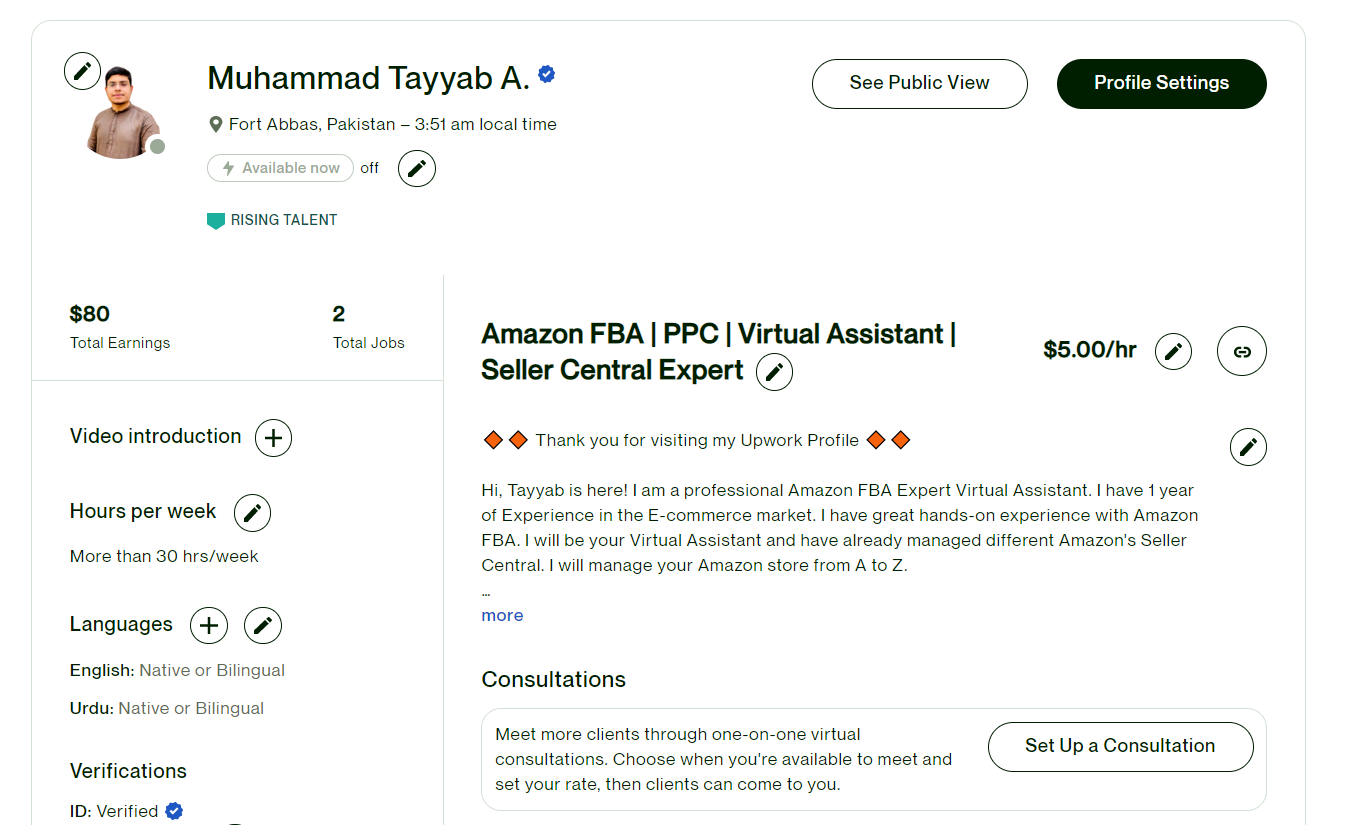 Muhammad Tayyab A.
See Public View
Profile Settings
Fort Abbas, Pakistan – 3:51 am local time
Available now off
RISING TALENT
$80
Total Earnings
2
Total Jobs
Video introduction
Hours per week
More than 30 hrs/week
Languages
English: Native or Bilingual
Urdu: Native or Bilingual
Verifications
ID: Verified
Amazon FBA | PPC | Virtual Assistant |
Seller Central Expert
$5.00/hr
Thank you for visiting my Upwork Profile
Hi, Tayyab is here! I am a professional Amazon FBA Expert Virtual Assistant. I have 1 year
of Experience in the E-commerce market. I have great hands-on experience with Amazon
FBA. I will be your Virtual Assistant and have already managed different Amazon's Seller
Central. I will manage your Amazon store from A to Z.
...
more
Consultations
Meet more clients through one-on-one virtual
consultations. Choose when you're available to meet and
set your rate, then clients can come to you.
Set Up a Consultation